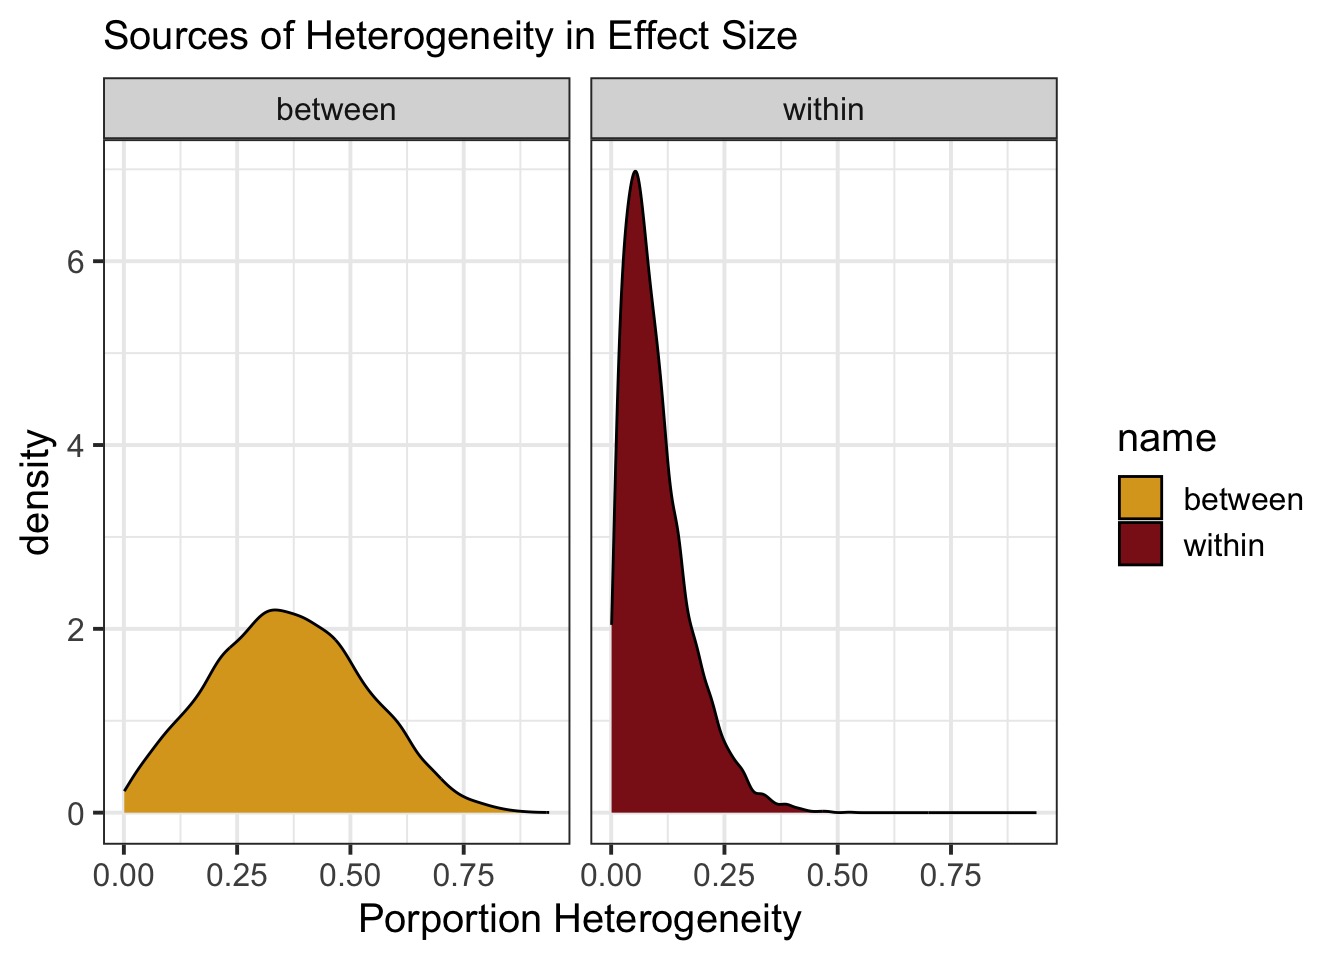 Sources of Heterogeneity in Effect Size
between
within
density
6
4
2
0
0.00 0.25 0.50 0.75
0.00 0.25 0.50 0.75
Porportion Heterogeneity
name
between
within